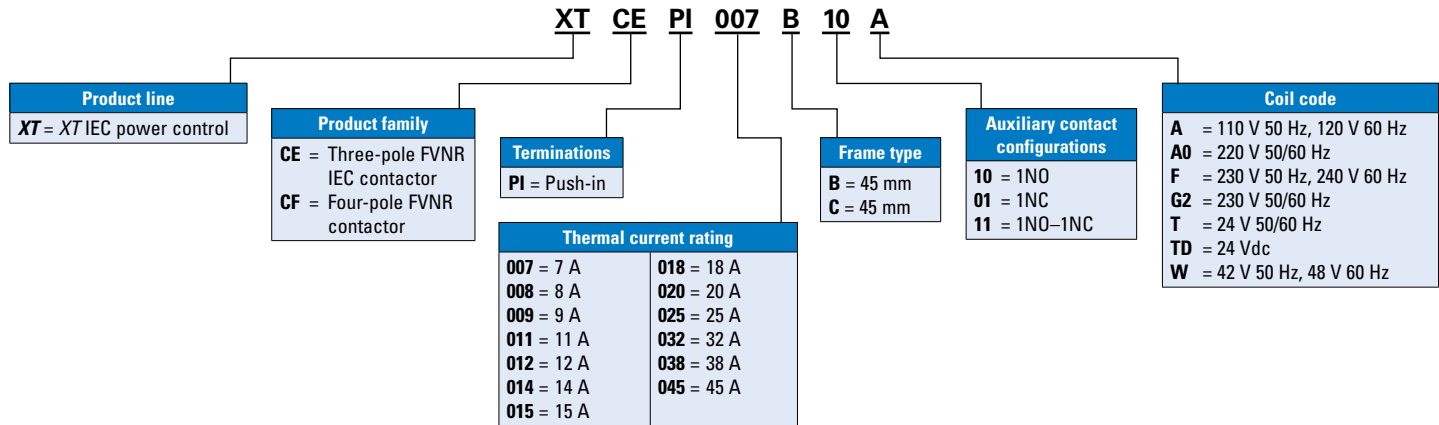 XT CE PI 007 B 10 A
Product line
XT = XT IEC power control
Product family
CE = Three-pole FVNR
IEC contactor
CF = Four-pole FVNR
contactor
Terminations
PI = Push-in
Thermal current rating
007 = 7 A
008 = 8 A
009 = 9 A
011 = 11 A
012 = 12 A
014 = 14 A
015 = 15 A
018 = 18 A
020 = 20 A
025 = 25 A
032 = 32 A
038 = 38 A
045 = 45 A
Frame type
B = 45 mm
C = 45 mm
Auxiliary contact
configurations
10 = 1NO
01 = 1NC
11 = 1NO–1NC
Coil code
A = 110 V 50 Hz, 120 V 60 Hz
A0 = 220 V 50/60 Hz
F = 230 V 50 Hz, 240 V 60 Hz
G2 = 230 V 50/60 Hz
T = 24 V 50/60 Hz
TD = 24 Vdc
W = 42 V 50 Hz, 48 V 60 Hz